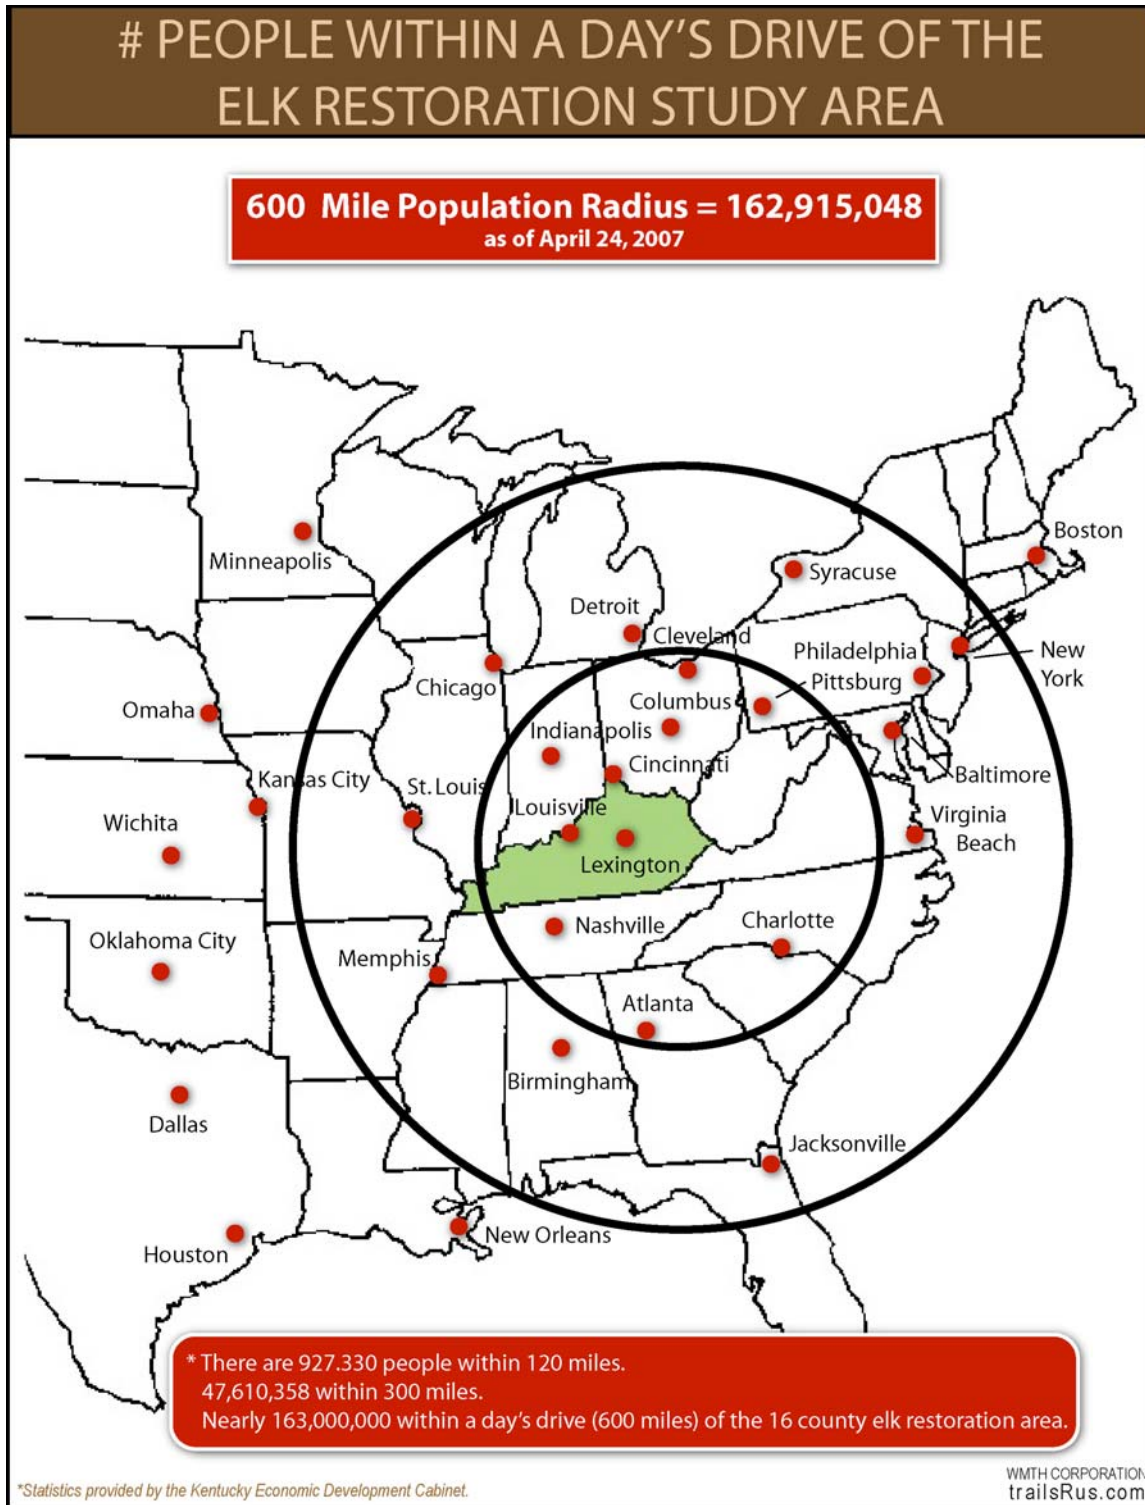 # PEOPLE WITHIN A DAY'S DRIVE OF THE
ELK RESTORATION STUDY AREA
600 Mile Population Radius = 162,915,048
as of April 24, 2007
Boston
Minneapolis
Syracuse
Detroit
Cleveland
Philadelphia
New
York
Chicago
Pittsburg
Columbus
Omaha
Indianapolis
Cincinnati
Baltimore
Kansas City
St. Louis
Louisville
Virginia
Beach
Wichita
Lexington
Nashville
Charlotte
Oklahoma City
Memphis
Atlanta
Birmingham
Dallas
Jacksonville
New Orleans
Houston
* There are 927.330 people within 120 miles.
47,610,358 within 300 miles.
Nearly 163,000,000 within a day's drive (600 miles) of the 16 county elk restoration area.
*Statistics provided by the Kentucky Economic Development Cabinet.
WMTH CORPORATION
trailsRus.com